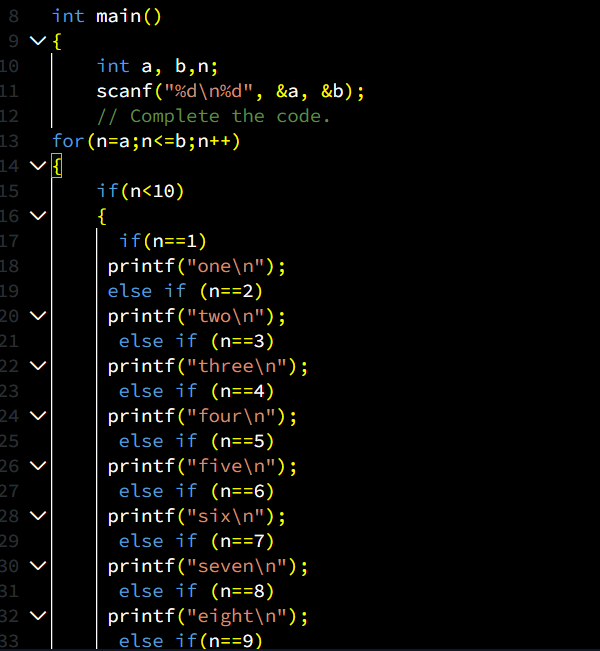 8 int main()
9 {
10 int a, b,n;
11 scanf("%d\n%d", &a, &b);
12 // Complete the code.
13 for(n=a;n<=b;n++)
14 {
15 if(n<10)
16 {
17 if(n==1)
18 printf("one\n");
19 else if (n==2)
20 printf("two\n");
21 else if (n==3)
22 printf("three\n");
23 else if (n==4)
24 printf("four\n");
25 else if (n==5)
26 printf("five\n");
27 else if (n==6)
28 printf("six\n");
29 else if (n==7)
30 printf("seven\n");
31 else if (n==8)
32 printf("eight\n");
33 else if(n==9)